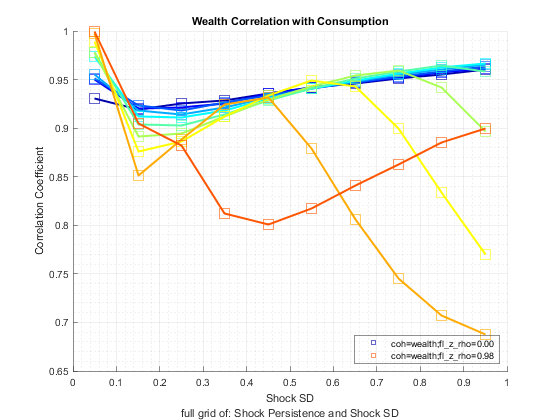 Wealth Correlation with Consumption
1
0.95
0.9
0.85
0.8
0.75
0.7
0.65
Correlation Coefficient
0 0.1 0.2 0.3 0.4 0.5 0.6 0.7 0.8 0.9 1
Shock SD
full grid of: Shock Persistence and Shock SD
coh=wealth;fl_z_rho=0.00
coh=wealth;fl_z_rho=0.98